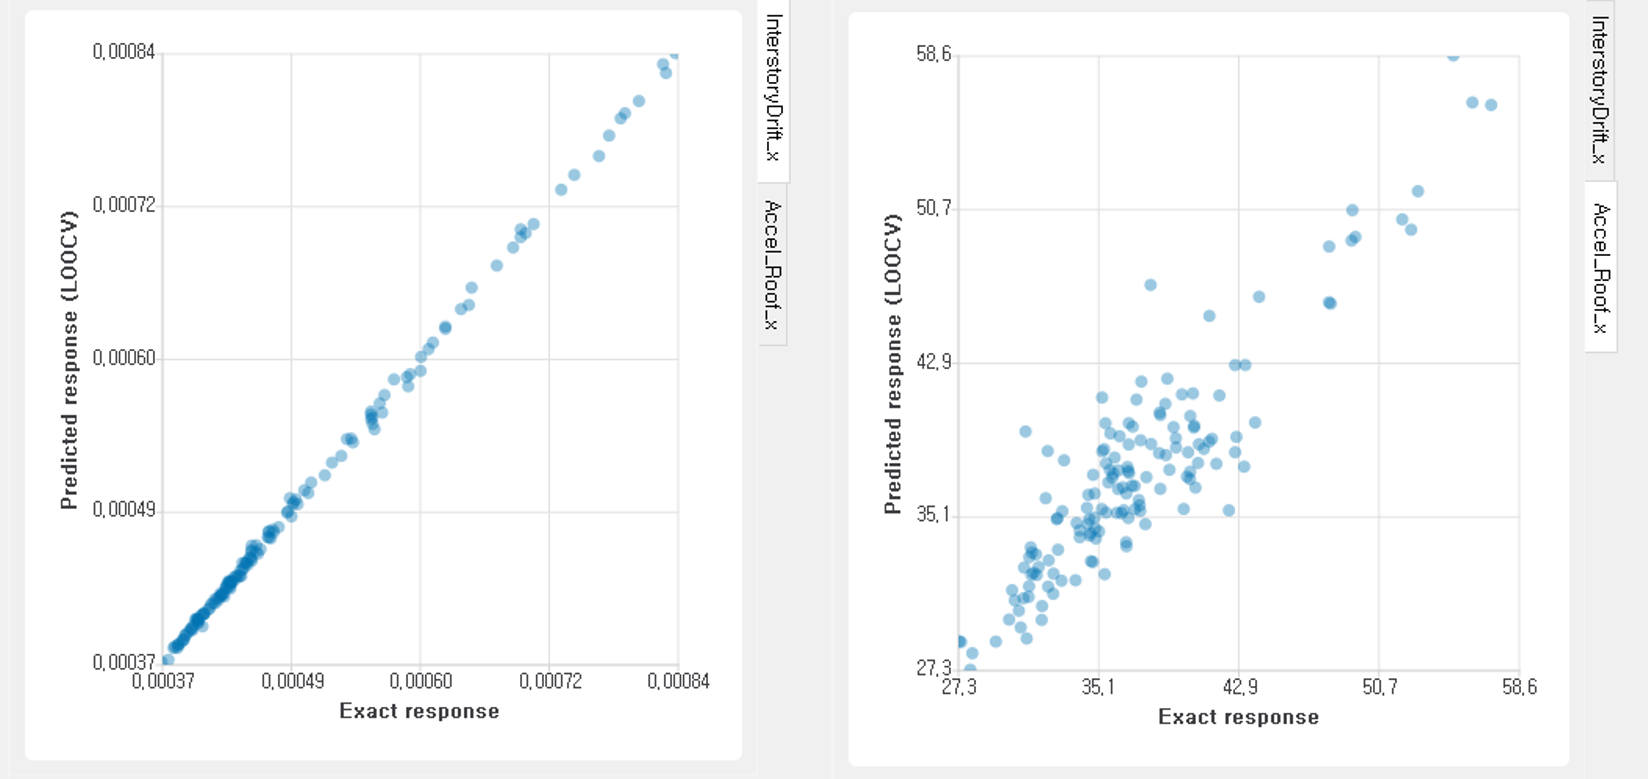 0,00084
0,00072
0,00060
0,00049
0,00037
0,00037 0,00049 0,00060 0,00072 0,00084
Predicted response (LOOCV)
Exact response
InterstoryDrift_x
Accel_Roof_x
58,6
50,7
42,9
35,1
27,3
27,3 35,1 42,9 50,7 58,6
Predicted response (LOOCV)
Exact response
InterstoryDrift_x
Accel_Roof_x